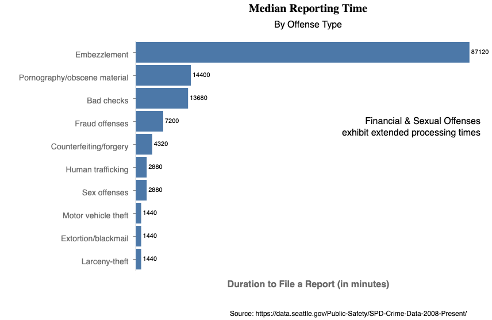 Median Reporting Time
By Offense Type
Embezzlement 87120
Pornography/obscene material 14400
Bad checks 13680
Fraud offenses 7200
Financial & Sexual Offenses
exhibit extended processing times
Counterfeiting/forgery 4320
Human trafficking 2880
Sex offenses 2880
Motor vehicle theft 1440
Extortion/blackmail 1440
Larceny-theft 1440
Duration to File a Report (in minutes)
Source: https://data.seattle.gov/Public-Safety/SPD-Crime-Data-2008-Present/